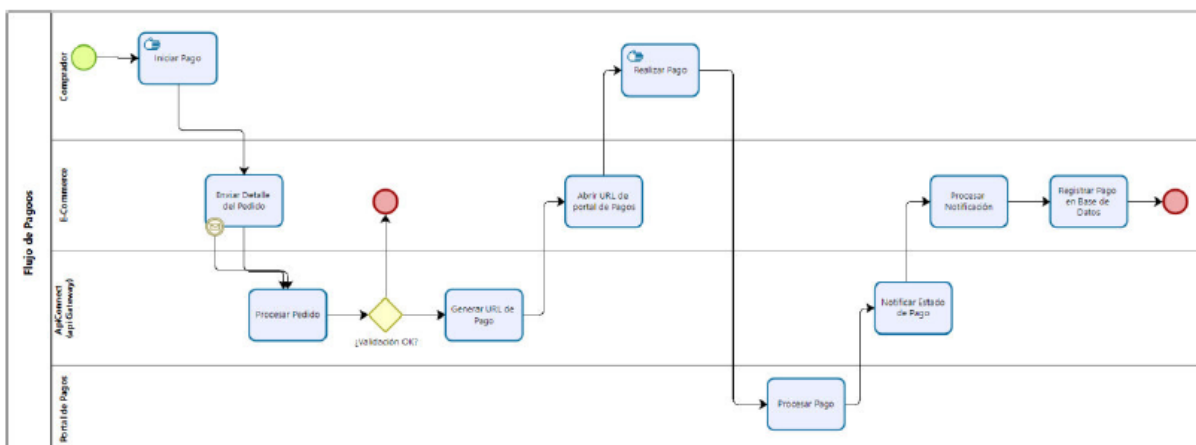 Flujo de Pagoos
Comprador
Iniciar Pago
Realizar Pago
E-Commerce
Enviar Detalle
del Pedido
Abrir URL de
portal de Pagos
Procesar
Notificación
Registrar Pago
en Base de
Datos
ApiConnect
(api Gateway)
Procesar Pedido
¿Validación OK?
Generar URL de
Pago
Notificar Estado
de Pago
Portal de Pagos
Procesar Pago